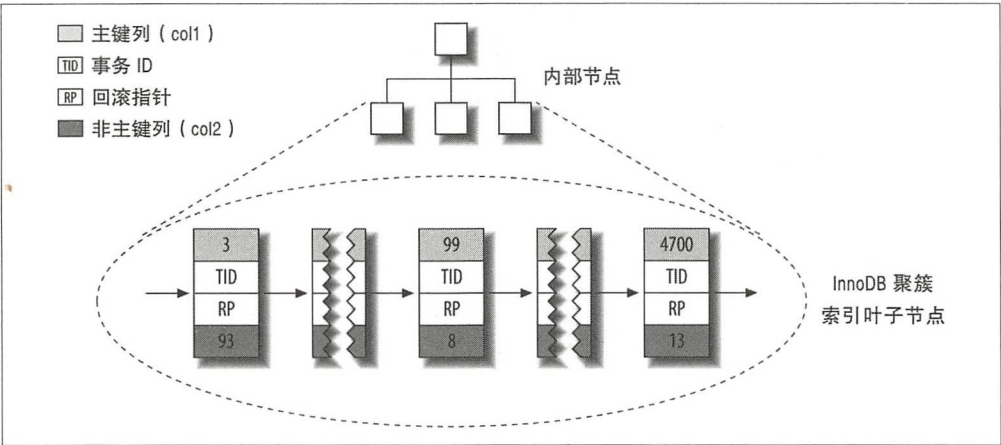 主键列（col1）
TID 事务 ID
RP 回滚指针
非主键列（col2）
内部节点
3
TID
RP
93
99
TID
RP
8
4700
TID
RP
13
InnoDB 聚簇
索引叶子节点